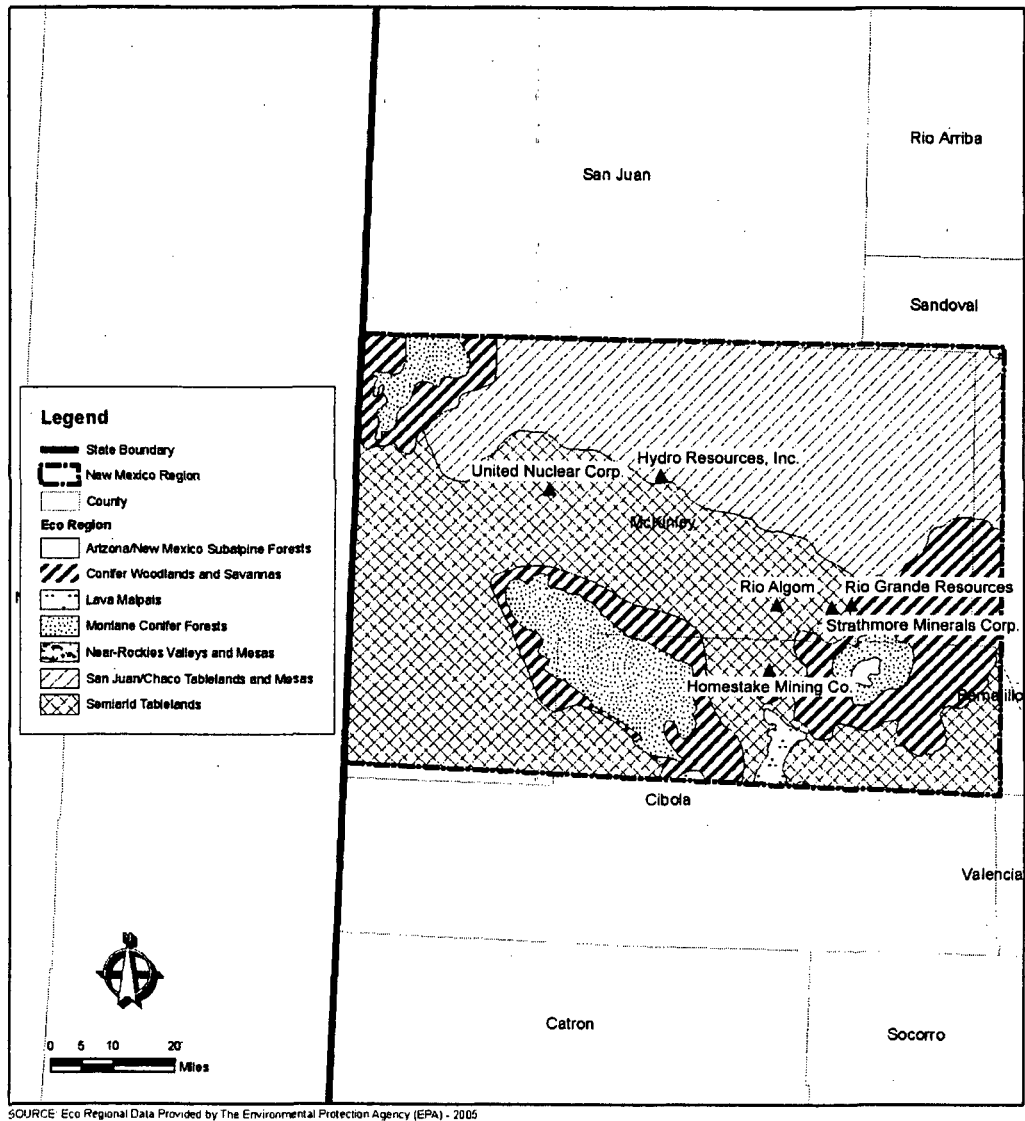 Rio Arriba
San Juan
Sandoval
Legend
State Boundary
New Mexico Region
County
Eco Region
Arizona/New Mexico Subalpine Forests
Conifer Woodlands and Savannas
Lava Malpais
Montane Conifer Forests
Near-Rockies Valleys and Mesas
San Juan/Chaco Tablelands and Mesas
Semiarid Tablelands
United Nuclear Corp.
Hydro Resources, Inc.
McKinley
Rio Algom
Rio Grande Resources
Strathmore Minerals Corp.
Homestake Mining Co.
Bernalillo
Cibola
Valencia
N
Catron
Socorro
0 5 10 20
Miles
SOURCE: Eco Regional Data Provided by The Environmental Protection Agency (EPA) - 2005